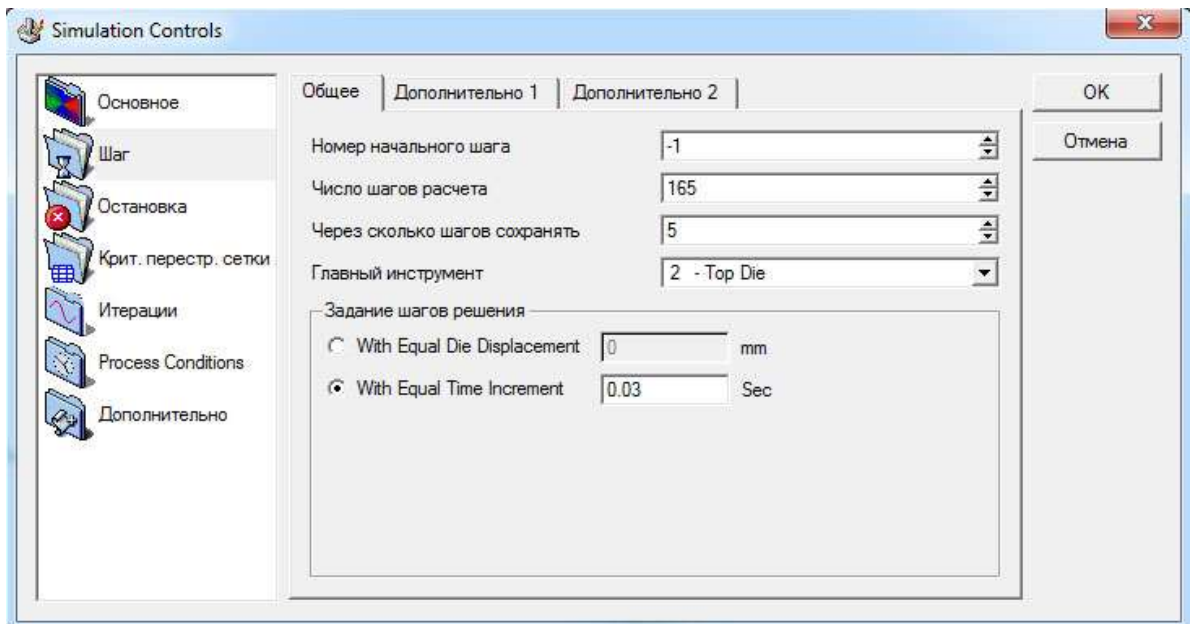 Simulation Controls
Основное
Шаг
Остановка
Крит. перестр. сетки
Итерации
Process Conditions
Дополнительно
Общее
Дополнительно 1
Дополнительно 2
Номер начального шага
-1
Число шагов расчета
165
Через сколько шагов сохранять
5
Главный инструмент
2 - Top Die
Задание шагов решения
With Equal Die Displacement
0
mm
With Equal Time Increment
0.03
Sec
OK
Отмена